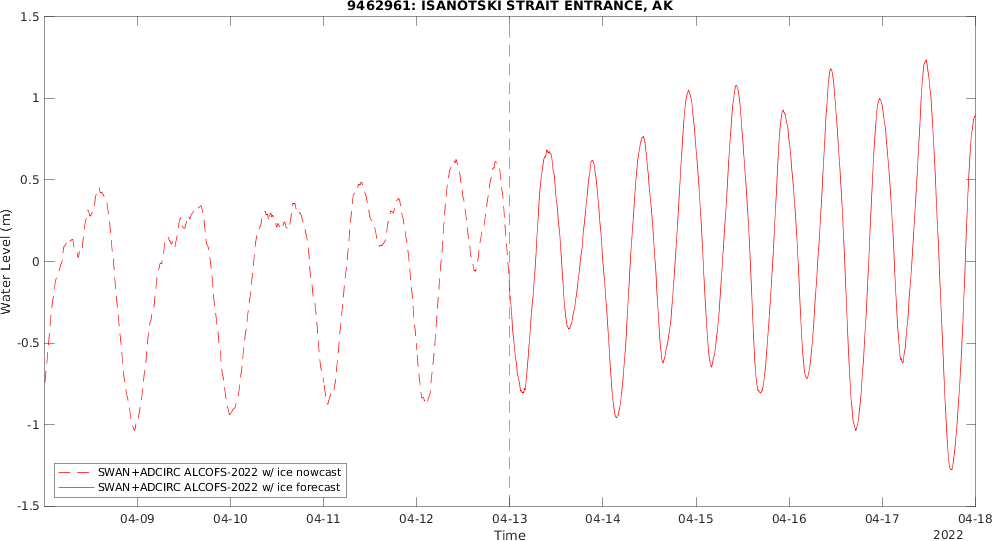 9462961: ISANOTSKI STRAIT ENTRANCE, AK
1.5
1
0.5
0
-0.5
-1
-1.5
Water Level (m)
SWAN+ADCIRC ALCOFS-2022 w/ ice nowcast
SWAN+ADCIRC ALCOFS-2022 w/ ice forecast
04-09 04-10 04-11 04-12 04-13 04-14 04-15 04-16 04-17 04-18
Time
2022